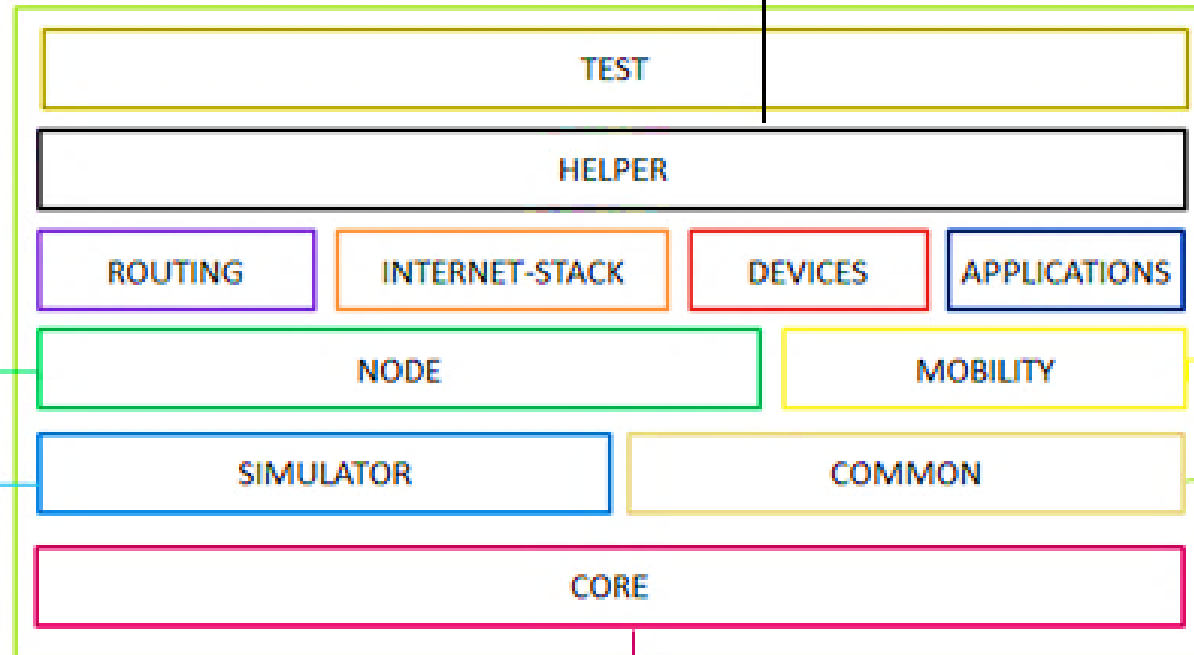 TEST
HELPER
ROUTING INTERNET-STACK DEVICES APPLICATIONS
NODE MOBILITY
SIMULATOR COMMON
CORE